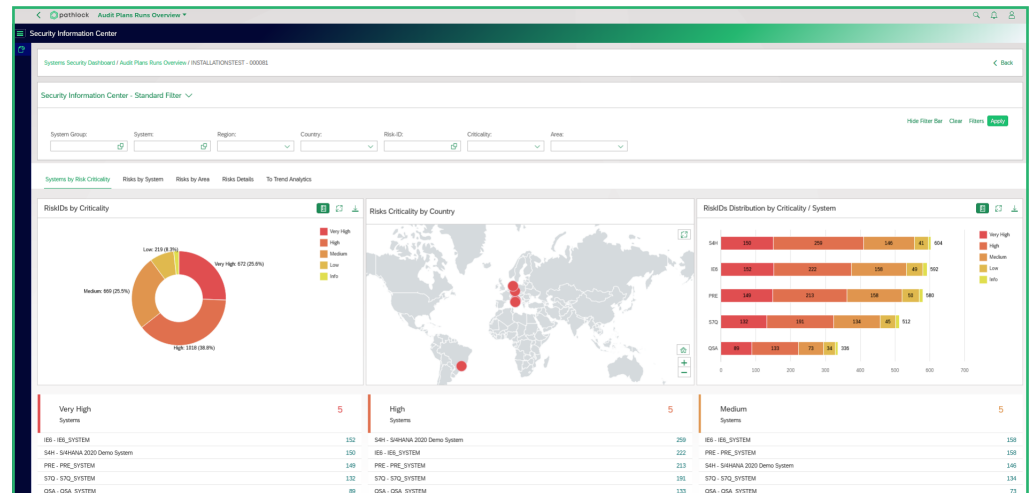 pathlock Audit Plans Runs Overview
Security Information Center
Systems Security Dashboard / Audit Plans Runs Overview / INSTALLATIONSTEST - 000081
Back
Security Information Center - Standard Filter
Hide Filter Bar Clear Filters Apply
System Group: System: Region: Country: Risk-ID: Criticality: Area:
Systems by Risk Criticality Risks by System Risks by Area Risks Details To Trend Analytics
RiskIDs by Criticality
Very High
High
Medium
Low
Info
Low: 219 (8.3%)
Very High: 672 (25.6%)
Medium: 669 (25.5%)
High: 1018 (38.8%)
Risks Criticality by Country
RiskIDs Distribution by Criticality / System
Very High
High
Medium
Low
Info
S4H 150 259 146 41 604
IE6 152 222 158 49 592
PRE 149 213 158 50 580
S7Q 132 191 134 45 512
QSA 89 133 73 34 336
0 100 200 300 400 500 600 700
Very High 5
Systems
IE6 - IE6_SYSTEM 152
S4H - S/4HANA 2020 Demo System 150
PRE - PRE_SYSTEM 149
S7Q - S7Q_SYSTEM 132
QSA - QSA_SYSTEM 89
High 5
Systems
S4H - S/4HANA 2020 Demo System 259
IE6 - IE6_SYSTEM 222
PRE - PRE_SYSTEM 213
S7Q - S7Q_SYSTEM 191
QSA - QSA_SYSTEM 133
Medium 5
Systems
IE6 - IE6_SYSTEM 158
PRE - PRE_SYSTEM 158
S4H - S/4HANA 2020 Demo System 146
S7Q - S7Q_SYSTEM 134
QSA - QSA_SYSTEM 73